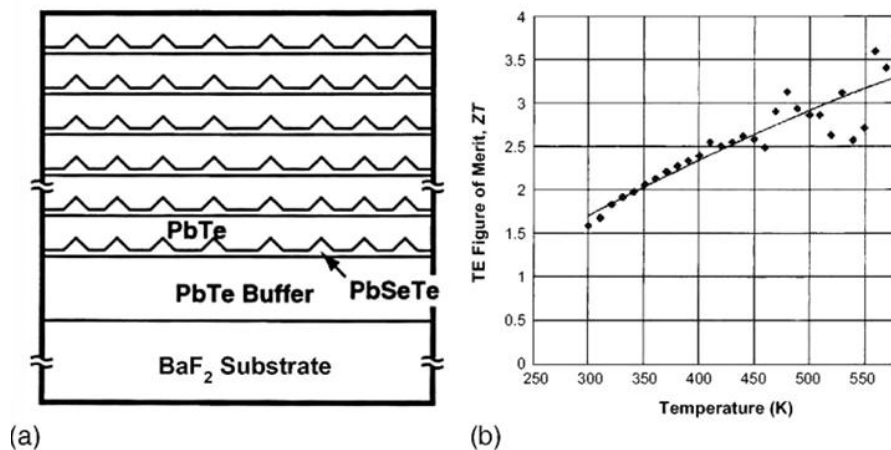 PbTe
PbTe Buffer
PbSeTe
BaF₂ Substrate
(a)
TE Figure of Merit, ZT
4
3.5
3
2.5
2
1.5
1
0.5
0
250
300
350
400
450
500
550
Temperature (K)
(b)